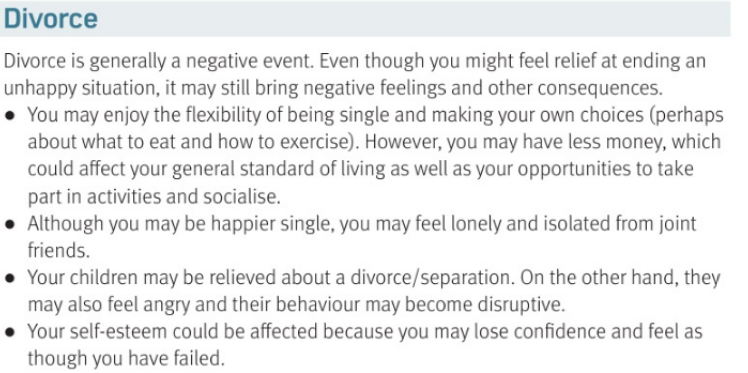 Divorce
Divorce is generally a negative event. Even though you might feel relief at ending an
unhappy situation, it may still bring negative feelings and other consequences.
● You may enjoy the flexibility of being single and making your own choices (perhaps
about what to eat and how to exercise). However, you may have less money, which
could affect your general standard of living as well as your opportunities to take
part in activities and socialise.
● Although you may be happier single, you may feel lonely and isolated from joint
friends.
● Your children may be relieved about a divorce/separation. On the other hand, they
may also feel angry and their behaviour may become disruptive.
● Your self-esteem could be affected because you may lose confidence and feel as
though you have failed.